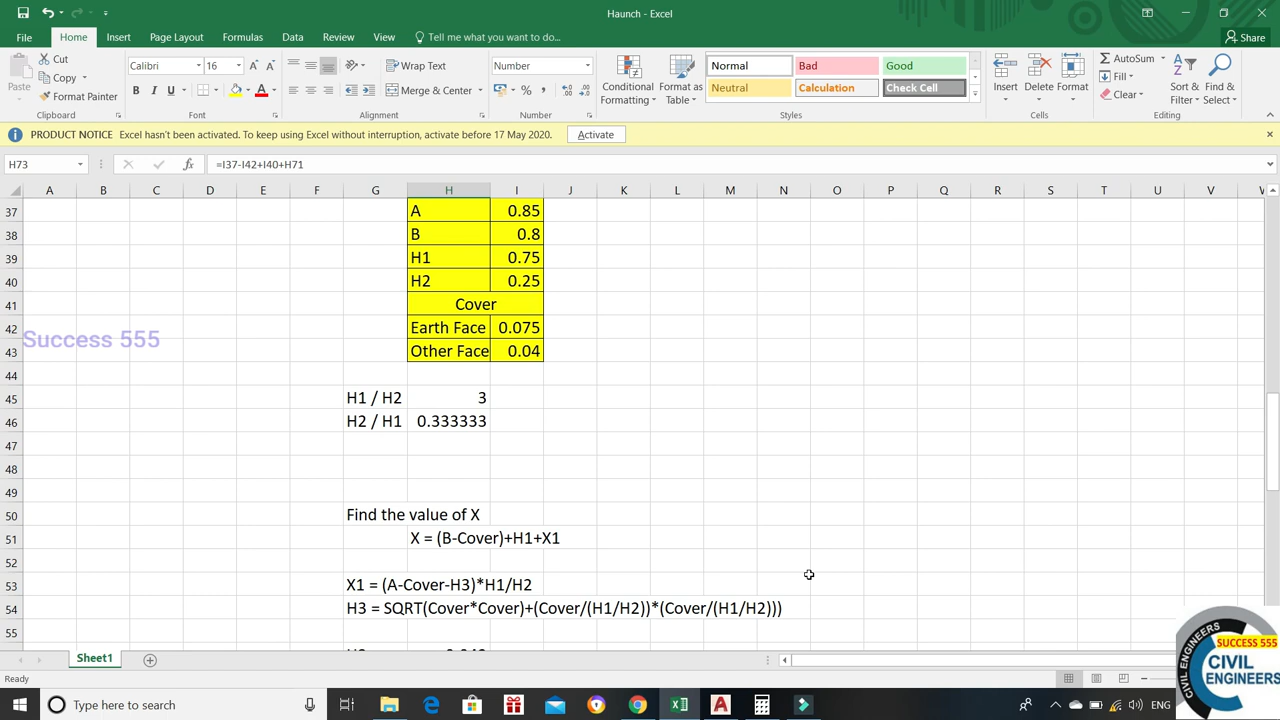 Haunch - Excel
File Home Insert Page Layout Formulas Data Review View Tell me what you want to do... Share
Paste Cut Copy Format Painter
Clipboard
Calibri 16
B I U
Font
Wrap Text
Merge & Center
Alignment
Number
Number
Conditional Formatting Format as Table
Normal Bad Good
Neutral Calculation Check Cell
Styles
Insert Delete Format
Cells
AutoSum Fill Clear
Sort & Filter Find & Select
Editing
PRODUCT NOTICE Excel hasn't been activated. To keep using Excel without interruption, activate before 17 May 2020. Activate
H73 fx =I37-I42+I40+H71
A B C D E F G H I J K L M N O P Q R S T U V
37 A 0.85
38 B 0.8
39 H1 0.75
40 H2 0.25
41 Cover
42 Earth Face 0.075
Success 555
43 Other Face 0.04
44
45 H1 / H2 3
46 H2 / H1 0.333333
47
48
49
50 Find the value of X
51 X = (B-Cover)+H1+X1
52
53 X1 = (A-Cover-H3)*H1/H2
54 H3 = SQRT(Cover*Cover)+(Cover/(H1/H2))*(Cover/(H1/H2)))
55
Sheet1
Ready
SUCCESS 555
CIVIL
ENGINEERS
Type here to search
ENG